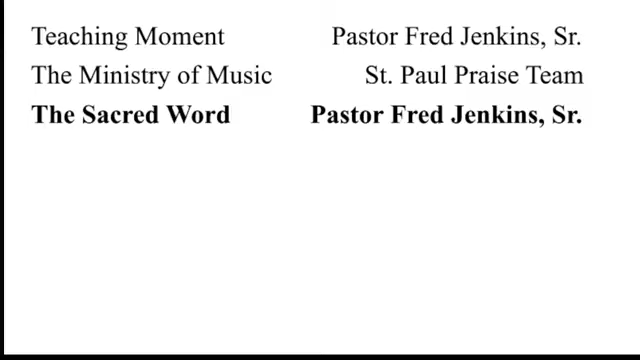 Teaching Moment Pastor Fred Jenkins, Sr.
The Ministry of Music St. Paul Praise Team
The Sacred Word Pastor Fred Jenkins, Sr.